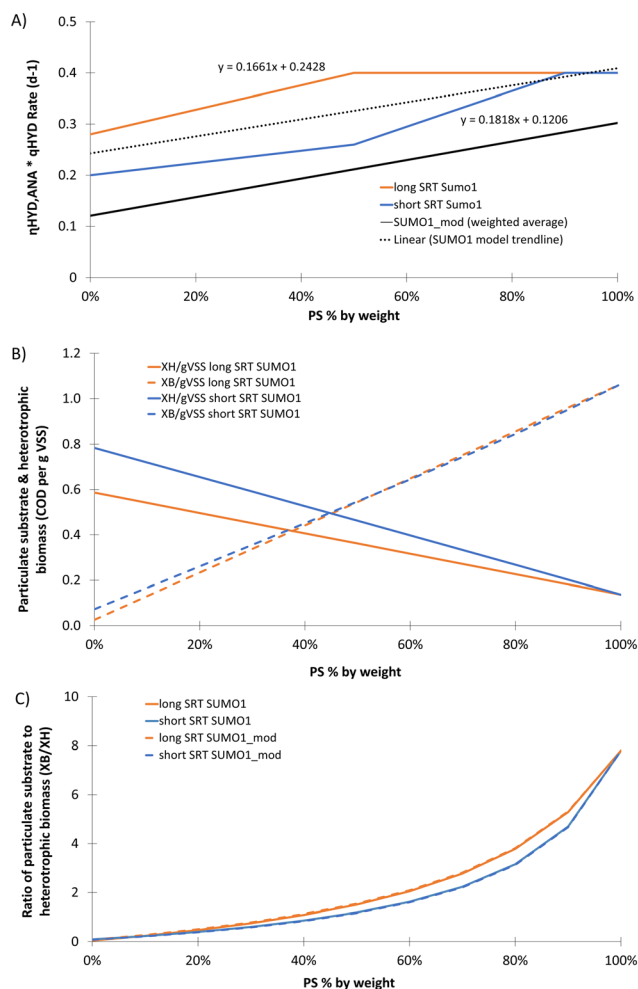 A)
ηHYD,ANA * qHYD Rate (d-1)
0.5
0.4
0.3
0.2
0.1
0
y = 0.1661x + 0.2428
y = 0.1818x + 0.1206
long SRT Sumo1
short SRT Sumo1
SUMO1_mod (weighted average)
Linear (SUMO1 model trendline)
0%
20%
40%
60%
80%
100%
PS % by weight
B)
Particulate substrate & heterotrophic
biomass (COD per g VSS)
1.2
1.0
0.8
0.6
0.4
0.2
0.0
XH/gVSS long SRT SUMO1
XB/gVSS long SRT SUMO1
XH/gVSS short SRT SUMO1
XB/gVSS short SRT SUMO1
0%
20%
40%
60%
80%
100%
PS % by weight
C)
Ratio of particulate substrate to
heterotrophic biomass (XB/XH)
10
8
6
4
2
0
long SRT SUMO1
short SRT SUMO1
long SRT SUMO1_mod
short SRT SUMO1_mod
0%
20%
40%
60%
80%
100%
PS % by weight